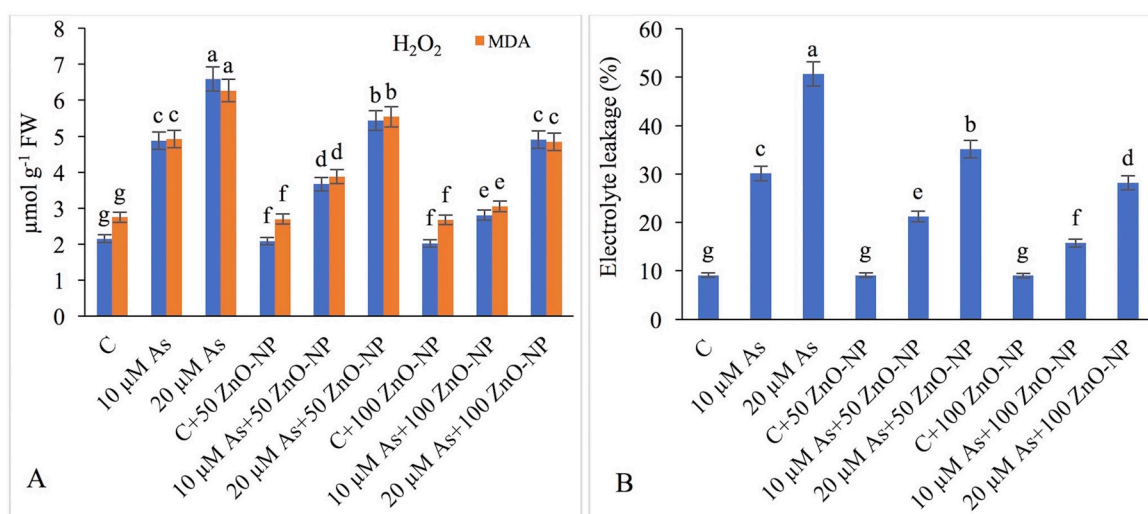 8
7
6
5
4
3
2
1
0
µmol g⁻¹ FW
H₂O₂
MDA
g g
c c
a a
f f
d d
b b
f f
e e
c c
C
10 µM As
20 µM As
C+50 ZnO-NP
10 µM As+50 ZnO-NP
20 µM As+50 ZnO-NP
C+100 ZnO-NP
10 µM As+100 ZnO-NP
20 µM As+100 ZnO-NP
A
60
50
40
30
20
10
0
Electrolyte leakage (%)
g
c
a
g
e
b
g
f
d
C
10 µM As
20 µM As
C+50 ZnO-NP
10 µM As+50 ZnO-NP
20 µM As+50 ZnO-NP
C+100 ZnO-NP
10 µM As+100 ZnO-NP
20 µM As+100 ZnO-NP
B